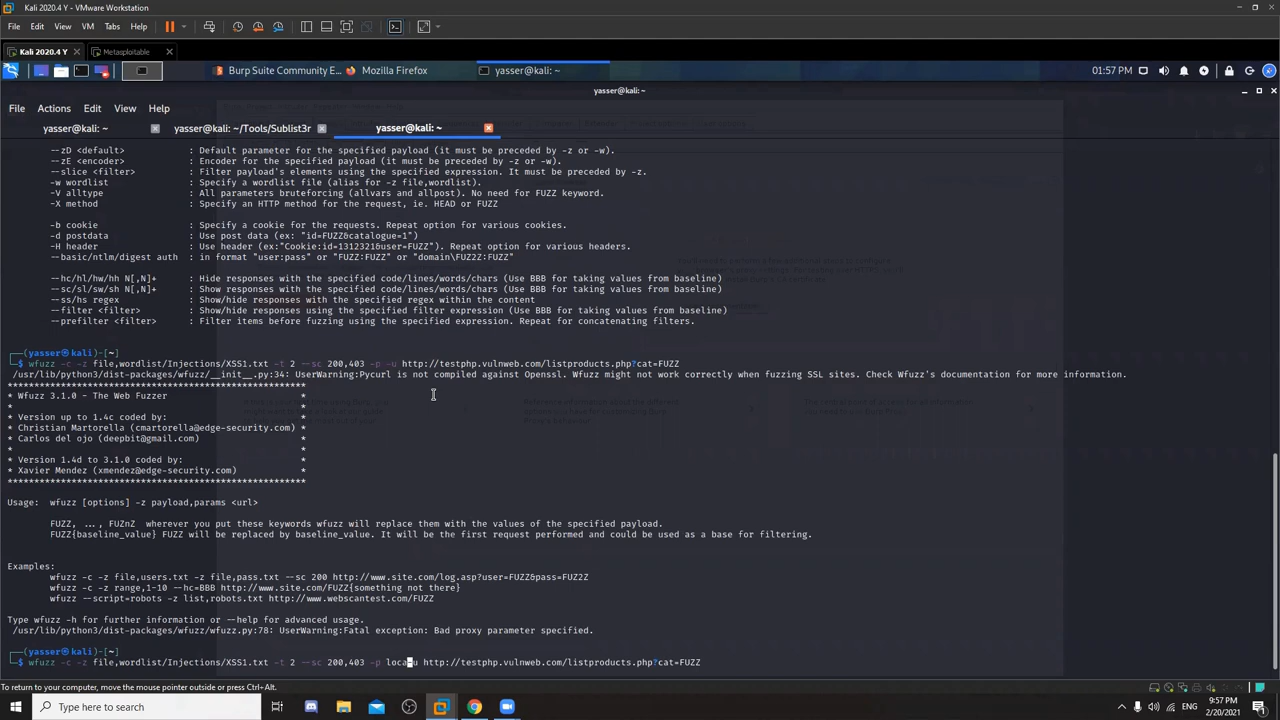 Kali 2020.4 Y - VMware Workstation
File Edit View VM Tabs Help
Kali 2020.4 Y Metasploitable
Burp Suite Community E... Mozilla Firefox yasser@kali: ~ 01:57 PM
yasser@kali: ~
File Actions Edit View Help
yasser@kali: ~ yasser@kali: ~/Tools/Sublist3r yasser@kali: ~
--zD <default> : Default parameter for the specified payload (it must be preceded by -z or -w).
--zE <encoder> : Encoder for the specified payload (it must be preceded by -z or -w).
--slice <filter> : Filter payload's elements using the specified expression. It must be preceded by -z.
-w wordlist : Specify a wordlist file (alias for -z file,wordlist).
-V alltype : All parameters bruteforcing (allvars and allpost). No need for FUZZ keyword.
-X method : Specify an HTTP method for the request, ie. HEAD or FUZZ
-b cookie : Specify a cookie for the requests. Repeat option for various cookies.
-d postdata : Use post data (ex: "id=FUZZ&catalogue=1")
-H header : Use header (ex:"Cookie:id=1312321&user=FUZZ"). Repeat option for various headers.
--basic/ntlm/digest auth : in format "user:pass" or "FUZZ:FUZZ" or "domain\FUZ2Z:FUZZ"
--hc/hl/hw/hh N[,N]+ : Hide responses with the specified code/lines/words/chars (Use BBB for taking values from baseline)
--sc/sl/sw/sh N[,N]+ : Show responses with the specified code/lines/words/chars (Use BBB for taking values from baseline)
--ss/hs regex : Show/hide responses with the specified regex within the content
--filter <filter> : Show/hide responses using the specified filter expression (Use BBB for taking values from baseline)
--prefilter <filter> : Filter items before fuzzing using the specified expression. Repeat for concatenating filters.
┌──(yasser㉿kali)-[~]
└─$ wfuzz -c -z file,wordlist/Injections/XSS1.txt -t 2 --sc 200,403 -p -u http://testphp.vulnweb.com/listproducts.php?cat=FUZZ
/usr/lib/python3/dist-packages/wfuzz/__init__.py:34: UserWarning:Pycurl is not compiled against Openssl. Wfuzz might not work correctly when fuzzing SSL sites. Check Wfuzz's documentation for more information.
********************************************************
* Wfuzz 3.1.0 - The Web Fuzzer *
* *
* Version up to 1.4c coded by: *
* Christian Martorella (cmartorella@edge-security.com) *
* Carlos del ojo (deepbit@gmail.com) *
* *
* Version 1.4d to 3.1.0 coded by: *
* Xavier Mendez (xmendez@edge-security.com) *
********************************************************
Usage: wfuzz [options] -z payload,params <url>
FUZZ, ..., FUZnZ wherever you put these keywords wfuzz will replace them with the values of the specified payload.
FUZZ{baseline_value} FUZZ will be replaced by baseline_value. It will be the first request performed and could be used as a base for filtering.
Examples:
wfuzz -c -z file,users.txt -z file,pass.txt --sc 200 http://www.site.com/log.asp?user=FUZZ&pass=FUZ2Z
wfuzz -c -z range,1-10 --hc=BBB http://www.site.com/FUZZ{something not there}
wfuzz --script=robots -z list,robots.txt http://www.webscantest.com/FUZZ
Type wfuzz -h for further information or --help for advanced usage.
/usr/lib/python3/dist-packages/wfuzz/wfuzz.py:78: UserWarning:Fatal exception: Bad proxy parameter specified.
┌──(yasser㉿kali)-[~]
└─$ wfuzz -c -z file,wordlist/Injections/XSS1.txt -t 2 --sc 200,403 -p loca-u http://testphp.vulnweb.com/listproducts.php?cat=FUZZ
To return to your computer, move the mouse pointer outside or press Ctrl+Alt.
Type here to search ENG 9:57 PM
2/20/2021